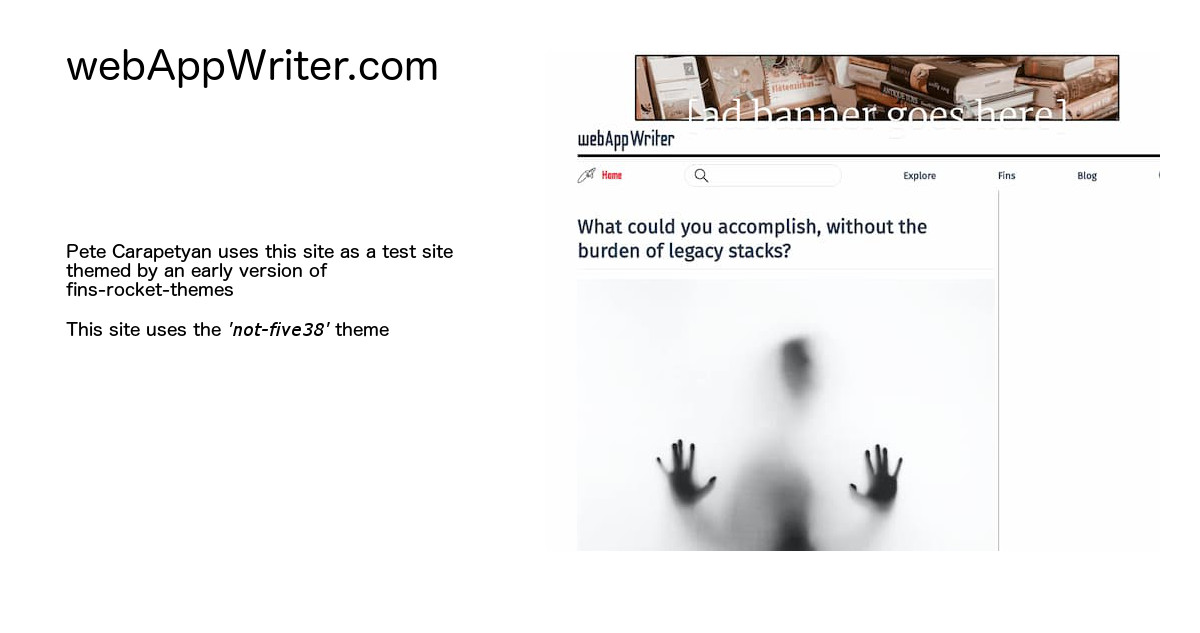 webAppWriter.com
Pete Carapetyan uses this site as a test site
themed by an early version of
fins-rocket-themes
This site uses the 'not-five38' theme
Flötenzirkus
ANTIQUITIES
[ad banner goes here]
webAppWriter
Home
Explore
Fins
Blog
What could you accomplish, without the
burden of legacy stacks?